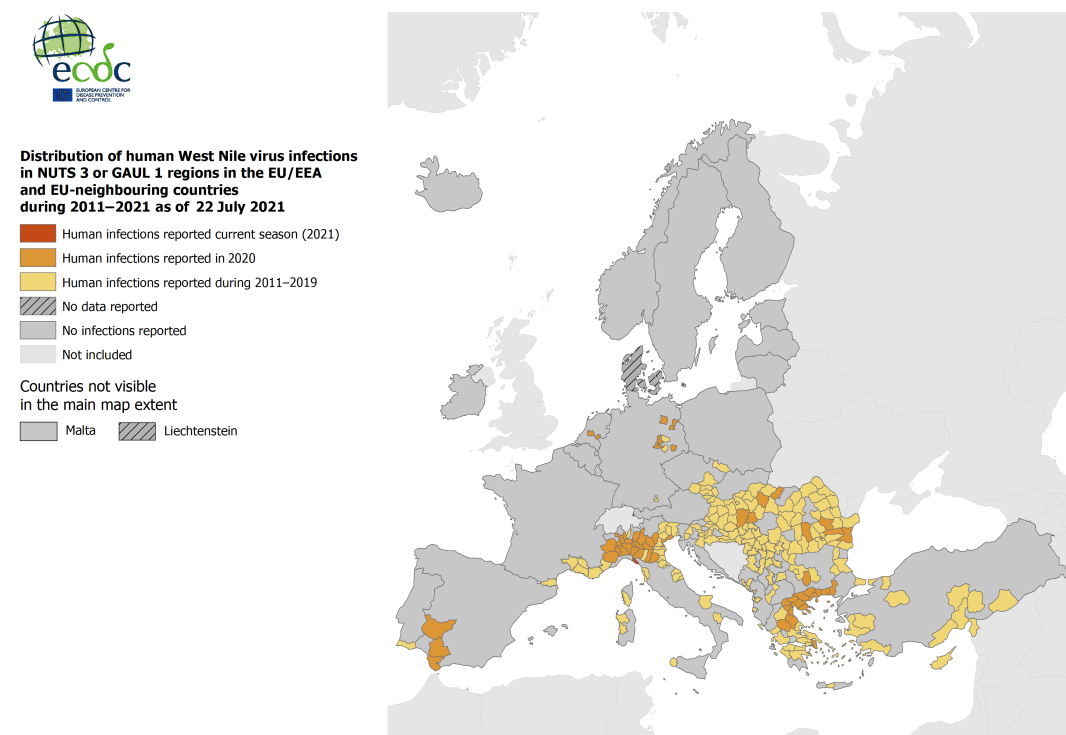 ecdc
EUROPEAN CENTRE FOR
DISEASE PREVENTION
AND CONTROL
Distribution of human West Nile virus infections
in NUTS 3 or GAUL 1 regions in the EU/EEA
and EU-neighbouring countries
during 2011–2021 as of 22 July 2021
Human infections reported current season (2021)
Human infections reported in 2020
Human infections reported during 2011–2019
No data reported
No infections reported
Not included
Countries not visible
in the main map extent
Malta
Liechtenstein